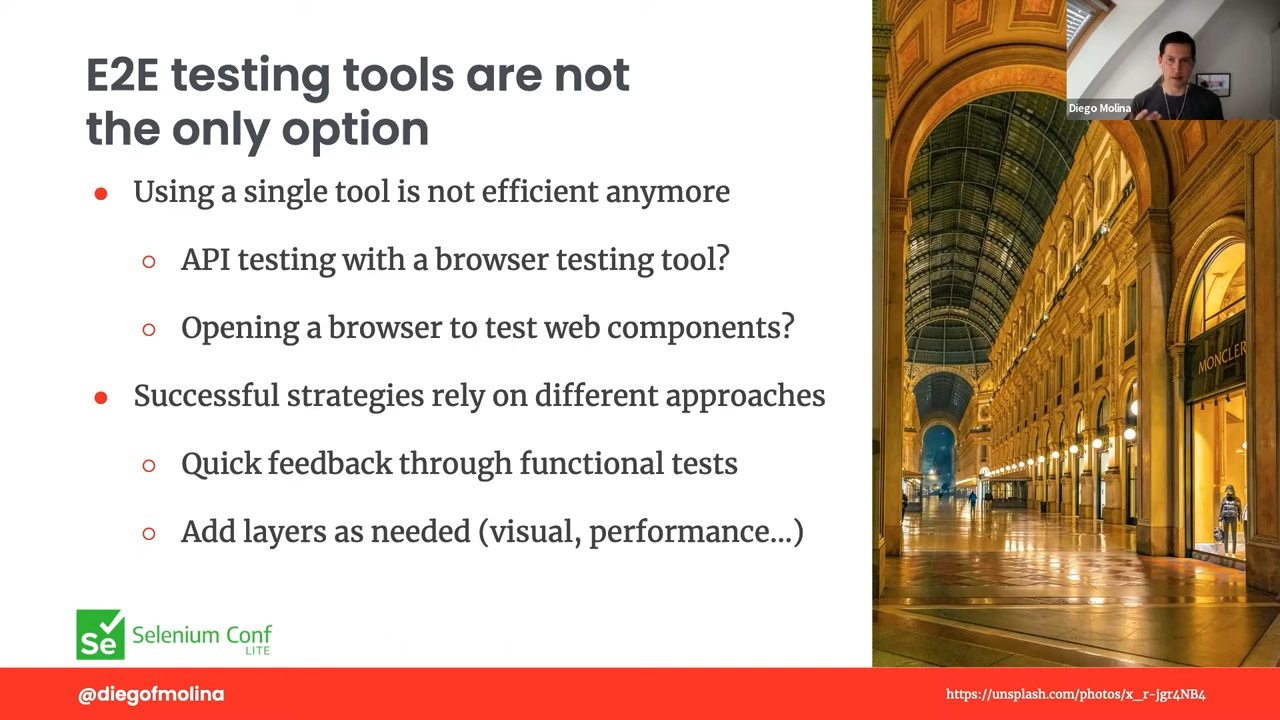 E2E testing tools are not
the only option
Diego Molina
Using a single tool is not efficient anymore
API testing with a browser testing tool?
Opening a browser to test web components?
MONCLER
Successful strategies rely on different approaches
Quick feedback through functional tests
Add layers as needed (visual, performance...)
Se Selenium Conf
LITE
@diegofmolina
https://unsplash.com/photos/x_r-jgr4NB4